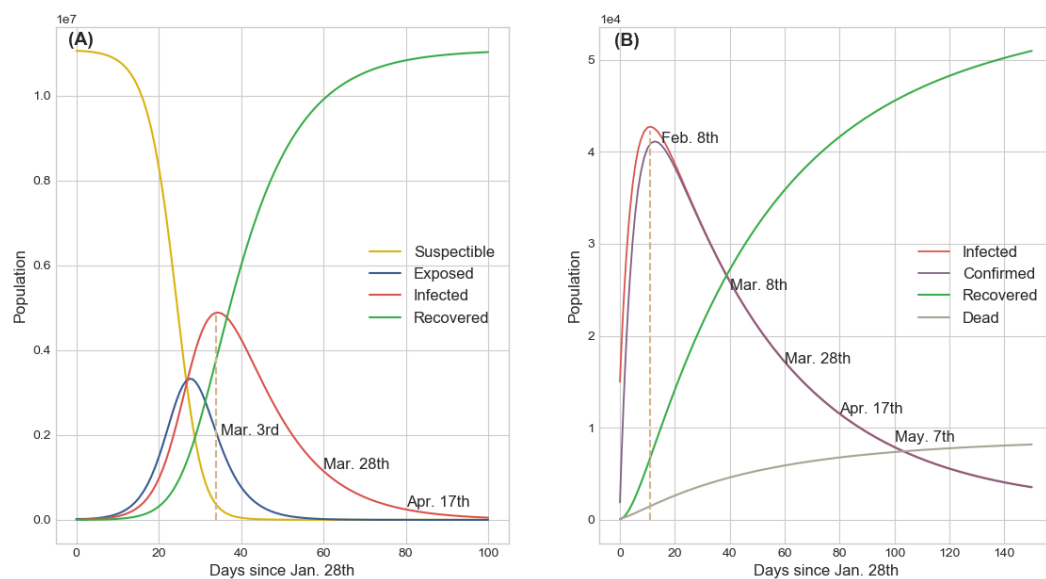 1e7
(A)
1.0
0.8
0.6
0.4
0.2
0.0
Population
Suspectible
Exposed
Infected
Recovered
Mar. 3rd
Mar. 28th
Apr. 17th
0 20 40 60 80 100
Days since Jan. 28th
1e4
(B)
5
4
3
2
1
0
Population
Feb. 8th
Infected
Confirmed
Recovered
Dead
Mar. 8th
Mar. 28th
Apr. 17th
May. 7th
0 20 40 60 80 100 120 140
Days since Jan. 28th